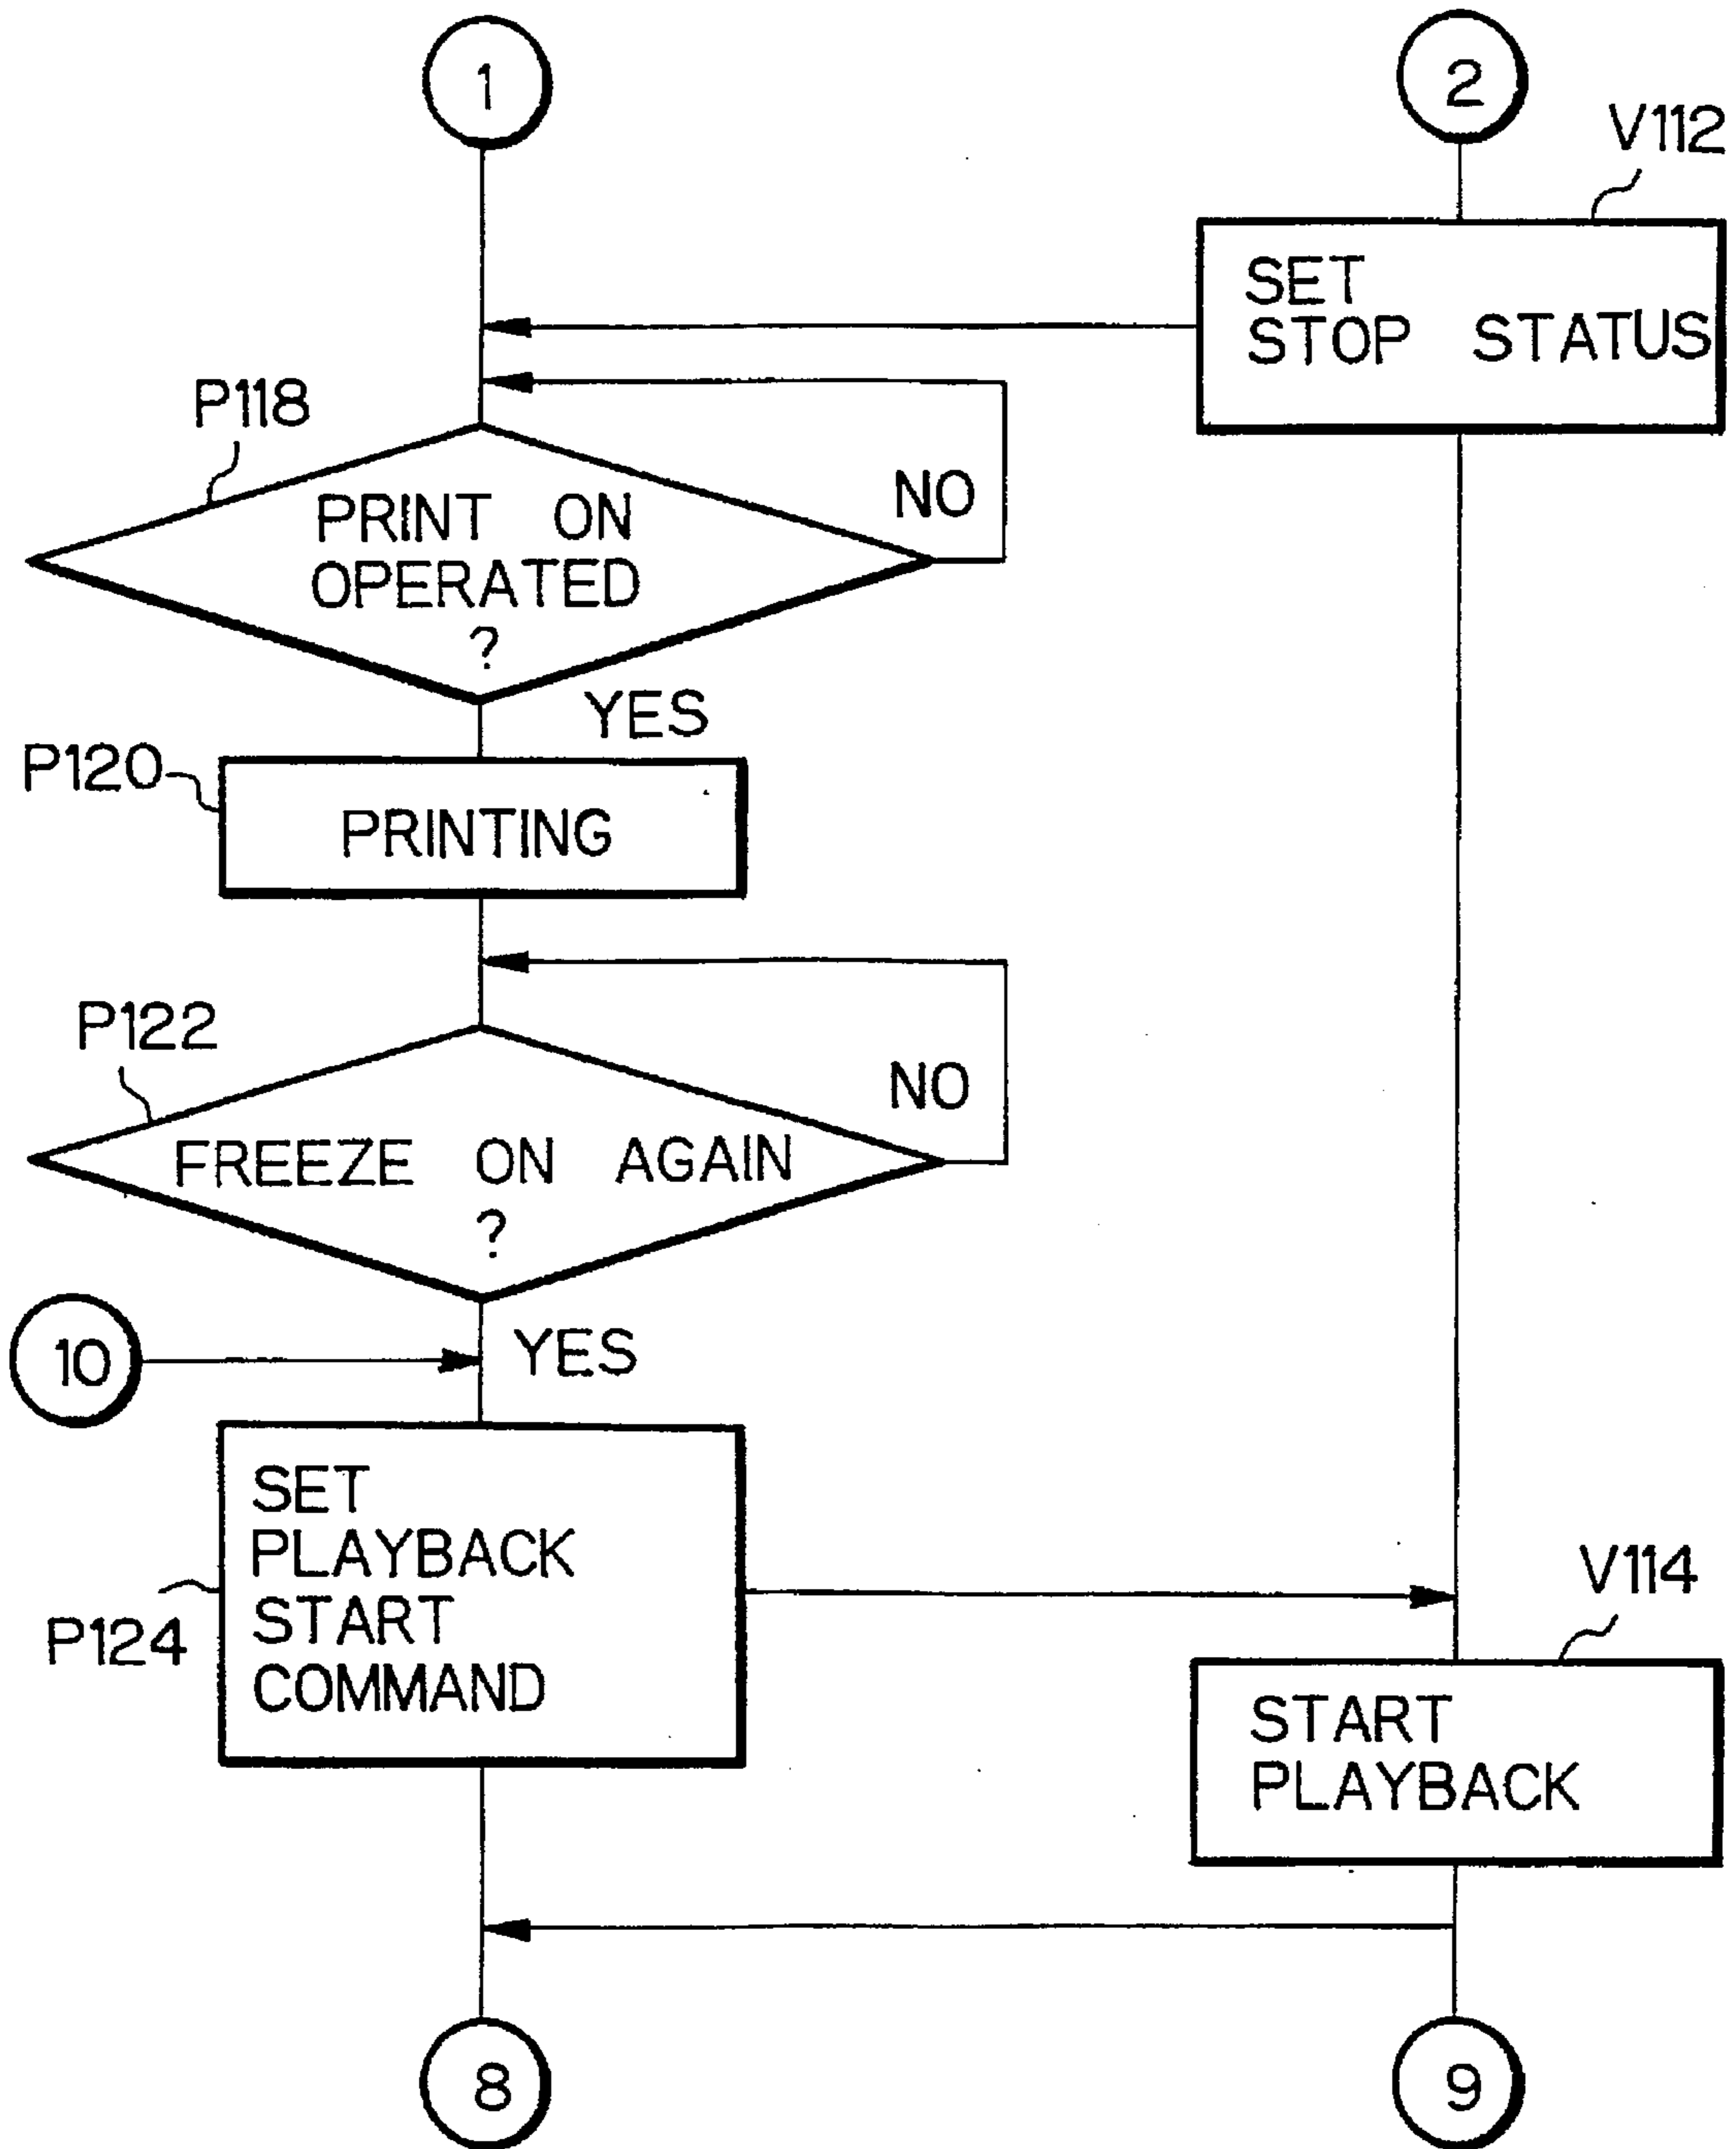 1
2
V112
SET
STOP STATUS
P118
NO
PRINT ON
OPERATED
?
YES
P120
PRINTING
P122
NO
FREEZE ON AGAIN
?
10
YES
SET
PLAYBACK
START
COMMAND
P124
V114
START
PLAYBACK
8
9